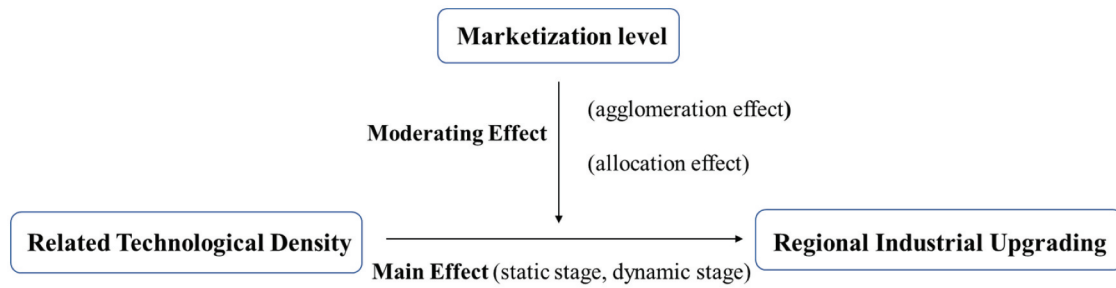 Marketization level
(agglomeration effect)
Moderating Effect
(allocation effect)
Related Technological Density
Regional Industrial Upgrading
Main Effect (static stage, dynamic stage)